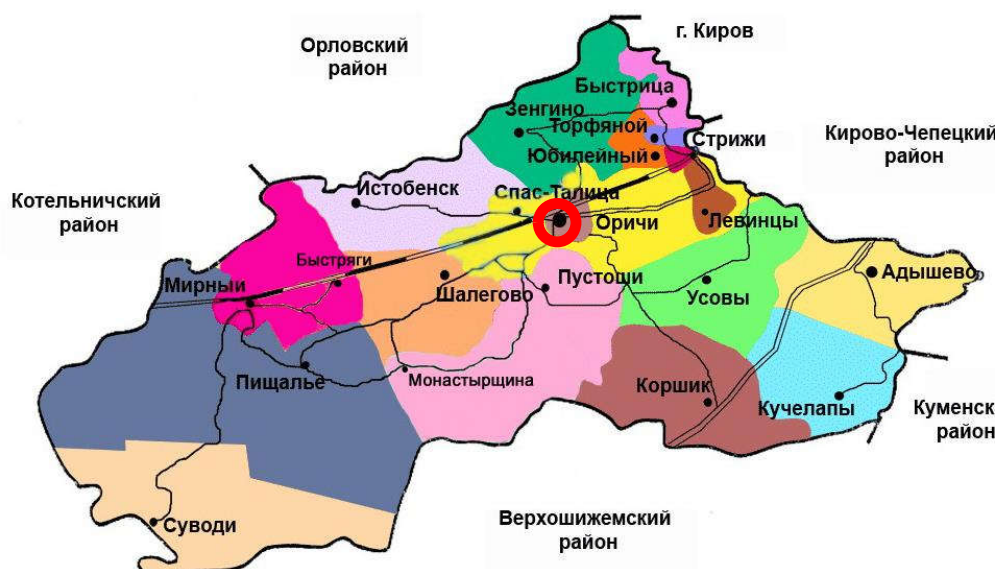 г. Киров
Орловский
район
Быстрица
Зенгино
Торфяной
Стрижи
Кирово-Чепецкий
район
Юбилейный
Истобенск
Спас-Талица
Котельничский
район
Оричи
Левинцы
Быстряги
Мирный
Шалегово
Пустоши
Усовы
Адышево
Пищалье
Монастырщина
Коршик
Кучелапы
Куменск
район
Суводи
Верхошижемский
район